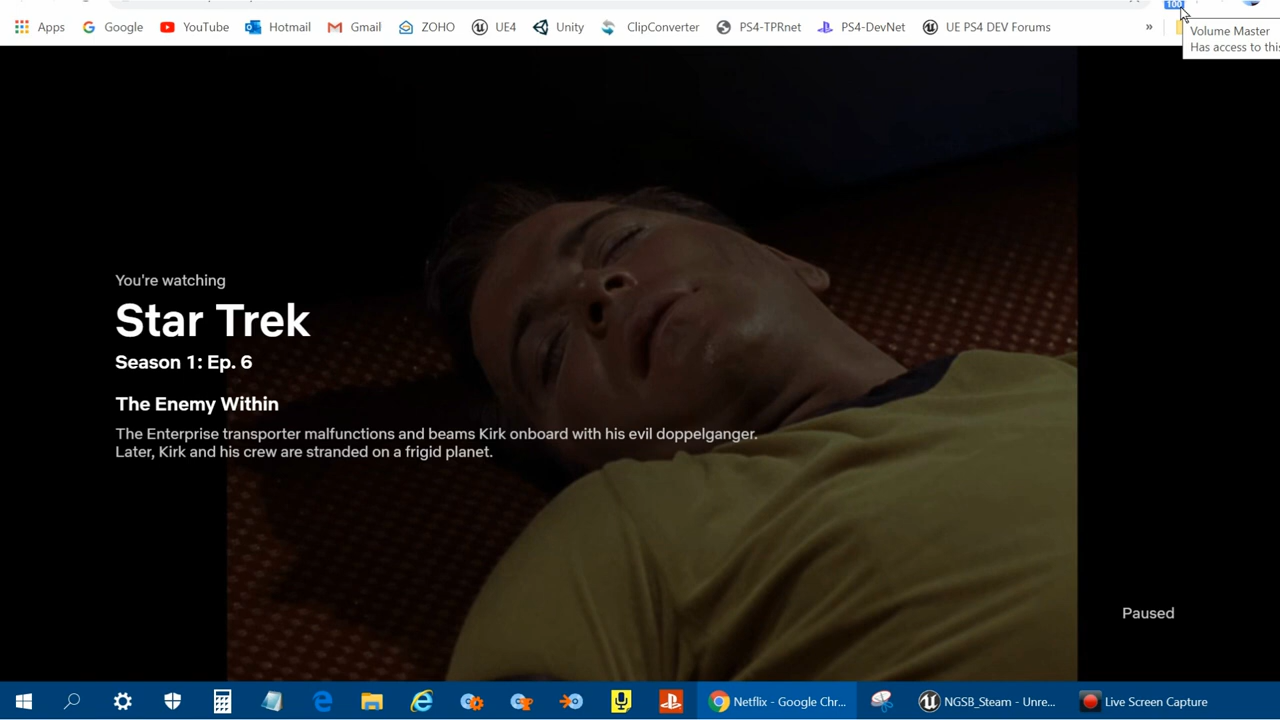 100
Apps Google YouTube Hotmail Gmail ZOHO UE4 Unity ClipConverter PS4-TPRnet PS4-DevNet UE PS4 DEV Forums »
Volume Master
Has access to this
You're watching
Star Trek
Season 1: Ep. 6
The Enemy Within
The Enterprise transporter malfunctions and beams Kirk onboard with his evil doppelganger.
Later, Kirk and his crew are stranded on a frigid planet.
Paused
Netflix - Google Chr... NGSB_Steam - Unre... Live Screen Capture